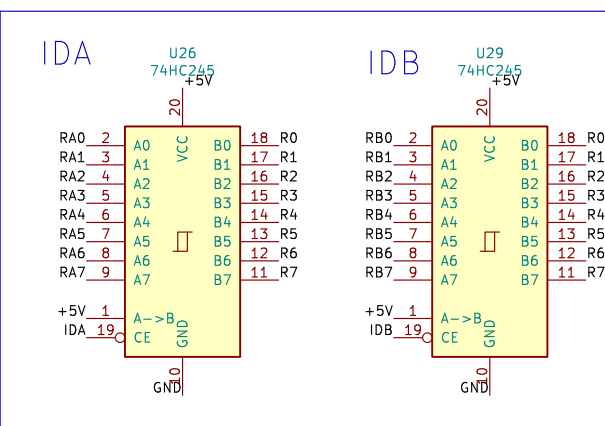 IDA
U26
74HC245
+5V
20
VCC
RA0 2 A0 B0 18 R0
RA1 3 A1 B1 17 R1
RA2 4 A2 B2 16 R2
RA3 5 A3 B3 15 R3
RA4 6 A4 B4 14 R4
RA5 7 A5 B5 13 R5
RA6 8 A6 B6 12 R6
RA7 9 A7 B7 11 R7
+5V 1 A->B
IDA 19 CE
GND
10
GND
IDB
U29
74HC245
+5V
20
VCC
RB0 2 A0 B0 18 R0
RB1 3 A1 B1 17 R1
RB2 4 A2 B2 16 R2
RB3 5 A3 B3 15 R3
RB4 6 A4 B4 14 R4
RB5 7 A5 B5 13 R5
RB6 8 A6 B6 12 R6
RB7 9 A7 B7 11 R7
+5V 1 A->B
IDB 19 CE
GND
10
GND